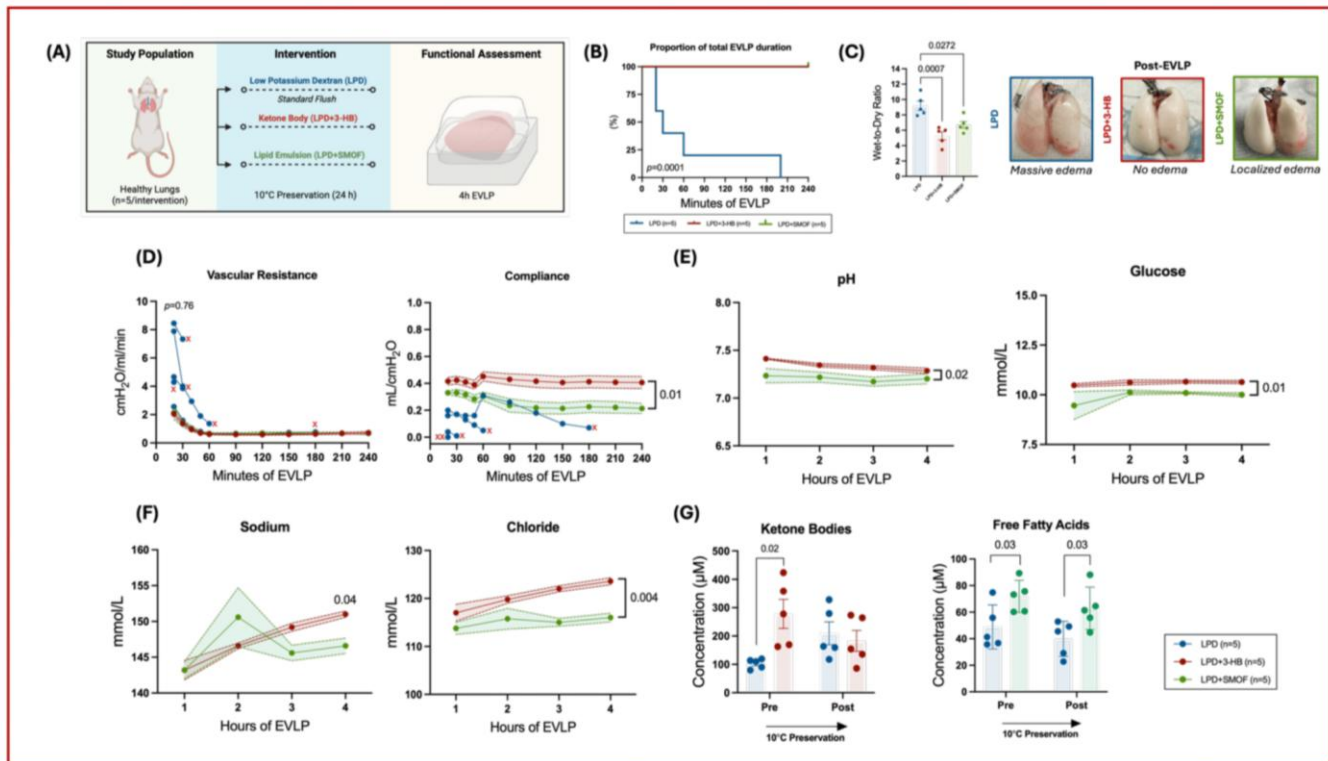 (A)
Study Population
Intervention
Functional Assessment
Low Potassium Dextran (LPD)
Standard Flush
Ketone Body (LPD+3-HB)
Lipid Emulsion (LPD+SMOF)
Healthy Lungs
(n=5/intervention)
10°C Preservation (24 h)
4h EVLP
(B)
Proportion of total EVLP duration
(%)
100
75
50
25
0
p=0.0001
0 30 60 90 120 150 180 210 240
Minutes of EVLP
LPD (n=5) LPD+3-HB (n=5) LPD+SMOF (n=5)
(C)
0.0272
0.0007
Wet-to-Dry Ratio
14
12
10
8
6
4
2
0
LPD LPD+3-HB LPD+SMOF
Post-EVLP
LPD
LPD+3-HB
LPD+SMOF
Massive edema
No edema
Localized edema
(D)
Vascular Resistance
p=0.76
cmH2O/ml/min
10
8
6
4
2
0
x x x x x
0 30 60 90 120 150 180 210 240
Minutes of EVLP
Compliance
mL/cmH2O
1.0
0.8
0.6
0.4
0.2
0.0
0.01
xx x x x
0 30 60 90 120 150 180 210 240
Minutes of EVLP
(E)
pH
8.0
7.5
7.0
6.5
0.02
1 2 3 4
Hours of EVLP
Glucose
mmol/L
15.0
12.5
10.0
7.5
0.01
1 2 3 4
Hours of EVLP
(F)
Sodium
mmol/L
160
155
150
145
140
0.04
1 2 3 4
Hours of EVLP
Chloride
mmol/L
130
120
110
100
0.004
1 2 3 4
Hours of EVLP
(G)
Ketone Bodies
Concentration (µM)
500
400
300
200
100
0
0.02
Pre Post
10°C Preservation
Free Fatty Acids
Concentration (µM)
100
80
60
40
20
0
0.03 0.03
Pre Post
10°C Preservation
LPD (n=5)
LPD+3-HB (n=5)
LPD+SMOF (n=5)